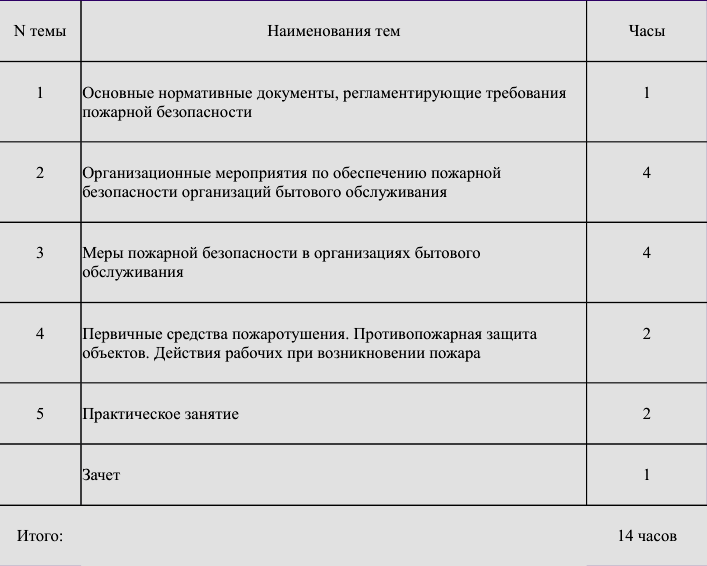 N темы Наименования тем Часы
1 Основные нормативные документы, регламентирующие требования 1
пожарной безопасности
2 Организационные мероприятия по обеспечению пожарной 4
безопасности организаций бытового обслуживания
3 Меры пожарной безопасности в организациях бытового 4
обслуживания
4 Первичные средства пожаротушения. Противопожарная защита 2
объектов. Действия рабочих при возникновении пожара
5 Практическое занятие 2
Зачет 1
Итого: 14 часов